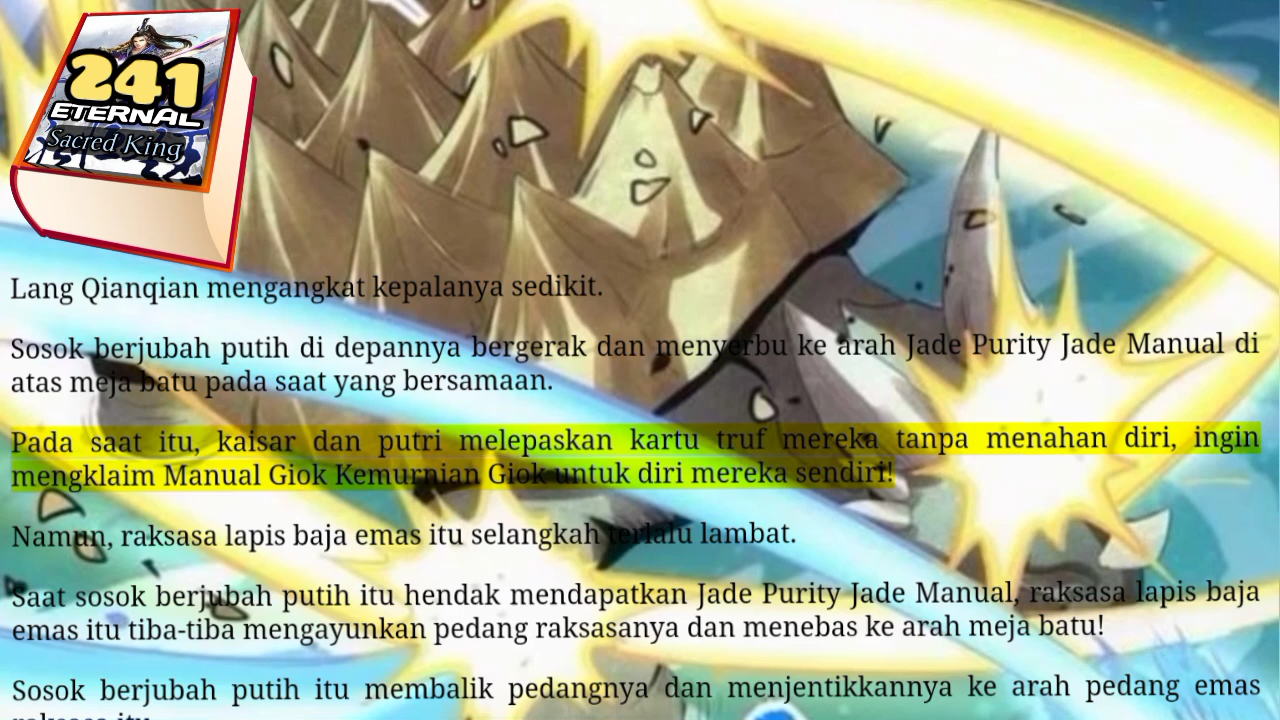 241
ETERNAL
Sacred King
Lang Qianqian mengangkat kepalanya sedikit.
Sosok berjubah putih di depannya bergerak dan menyerbu ke arah Jade Purity Jade Manual di
atas meja batu pada saat yang bersamaan.
Pada saat itu, kaisar dan putri melepaskan kartu truf mereka tanpa menahan diri, ingin
mengklaim Manual Giok Kemurnian Giok untuk diri mereka sendiri!
Namun, raksasa lapis baja emas itu selangkah terlalu lambat.
Saat sosok berjubah putih itu hendak mendapatkan Jade Purity Jade Manual, raksasa lapis baja
emas itu tiba-tiba mengayunkan pedang raksasanya dan menebas ke arah meja batu!
Sosok berjubah putih itu membalik pedangnya dan menjentikkannya ke arah pedang emas